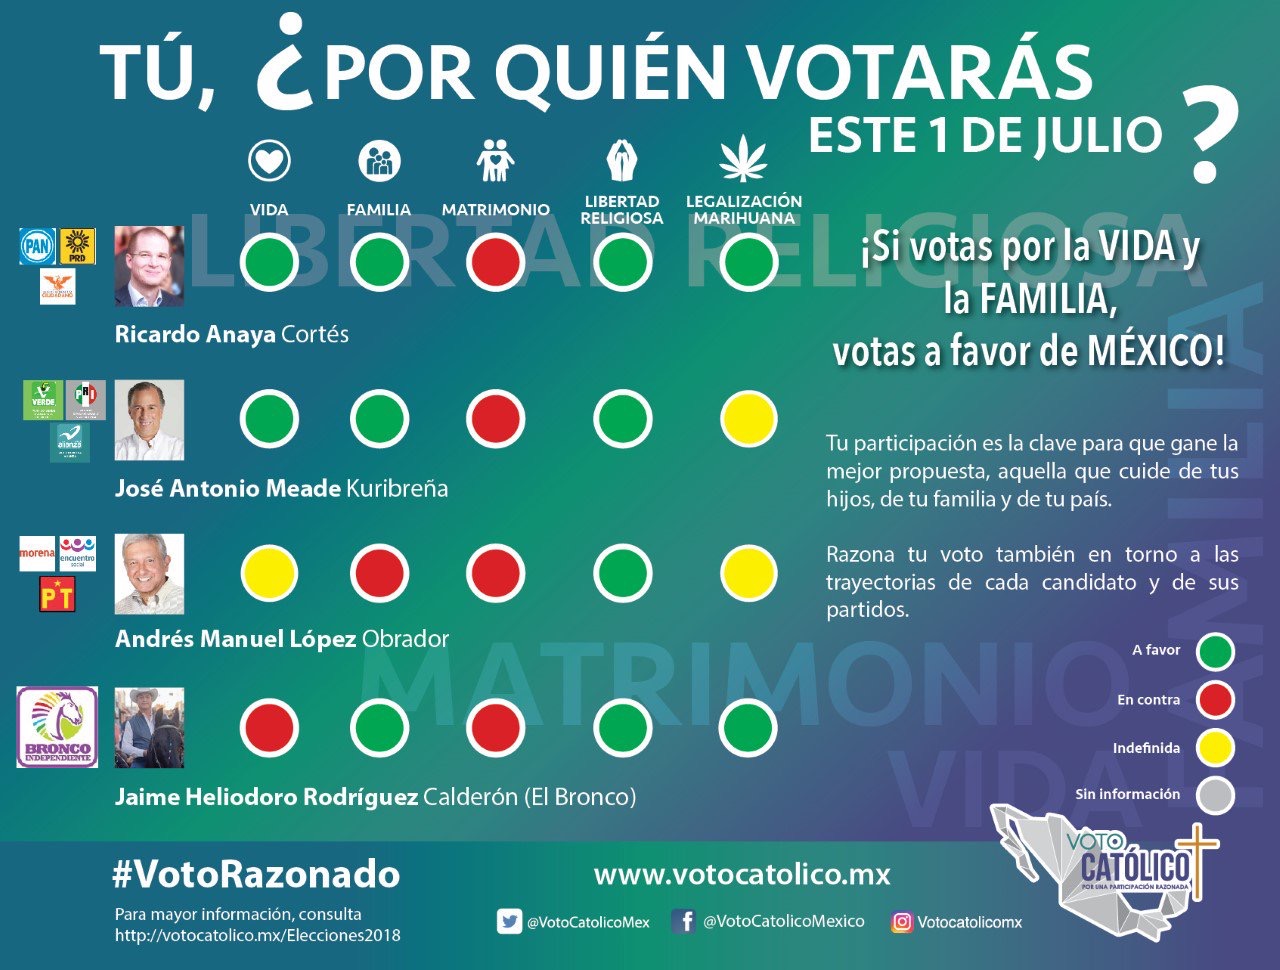 TÚ, ¿POR QUIÉN VOTARÁS
ESTE 1 DE JULIO ?
VIDA
FAMILIA
MATRIMONIO
LIBERTAD
RELIGIOSA
LEGALIZACIÓN
MARIHUANA
LIBERTAD RELIGIOSA
PAN
PRD
Ricardo Anaya Cortés
¡Si votas por la VIDA y
la FAMILIA,
votas a favor de MÉXICO!
FAMILIA
VERDE
PRI
alianza
José Antonio Meade Kuribreña
Tu participación es la clave para que gane la
mejor propuesta, aquella que cuide de tus
hijos, de tu familia y de tu país.
Razona tu voto también en torno a las
trayectorias de cada candidato y de sus
partidos.
morena
encuentro
social
PT
Andrés Manuel López Obrador
MATRIMONIO
VIDA
A favor
En contra
Indefinida
Sin información
BRONCO
INDEPENDIENTE
Jaime Heliodoro Rodríguez Calderón (El Bronco)
VOTO
CATÓLICO
POR UNA PARTICIPACIÓN RAZONADA
#VotoRazonado
Para mayor información, consulta
http://votocatolico.mx/Elecciones2018
www.votocatolico.mx
@VotoCatolicoMex
@VotoCatolicoMexico
Votocatolicomx